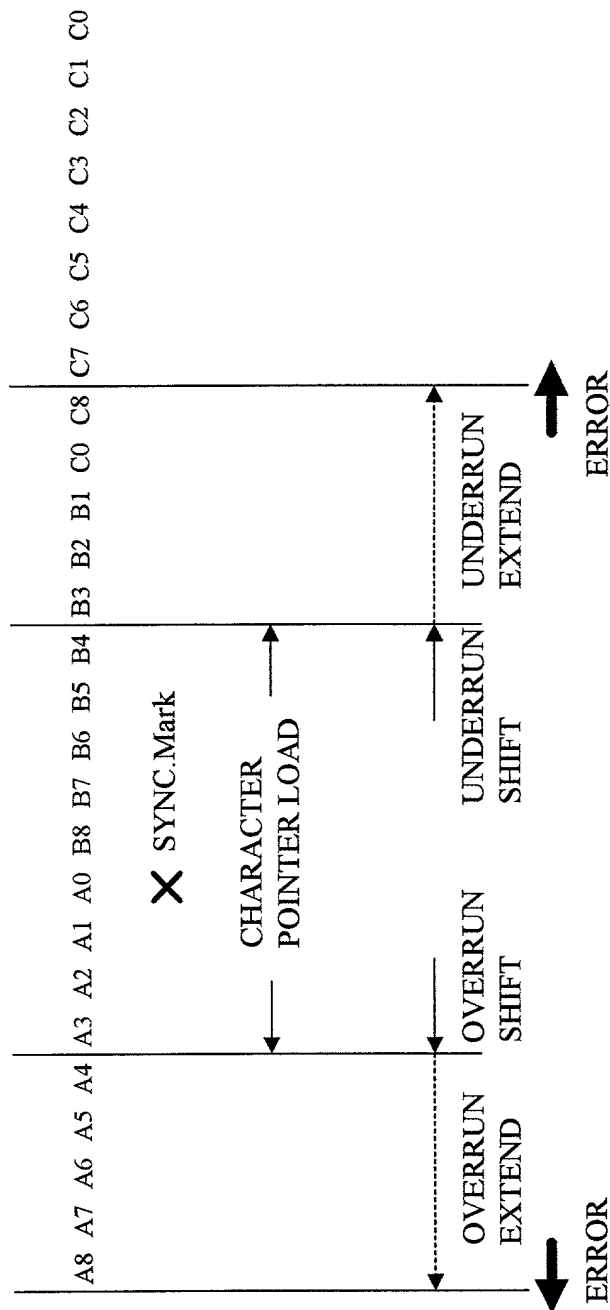 A8 A7 A6 A5 A4 A3 A2 A1 A0 B8 B7 B6 B5 B4 B3 B2 B1 C0 C8 C7 C6 C5 C4 C3 C2 C1 C0
SYNC.Mark
CHARACTER
POINTER LOAD
OVERRUN
EXTEND
OVERRUN
SHIFT
UNDERRUN
SHIFT
UNDERRUN
EXTEND
ERROR
ERROR